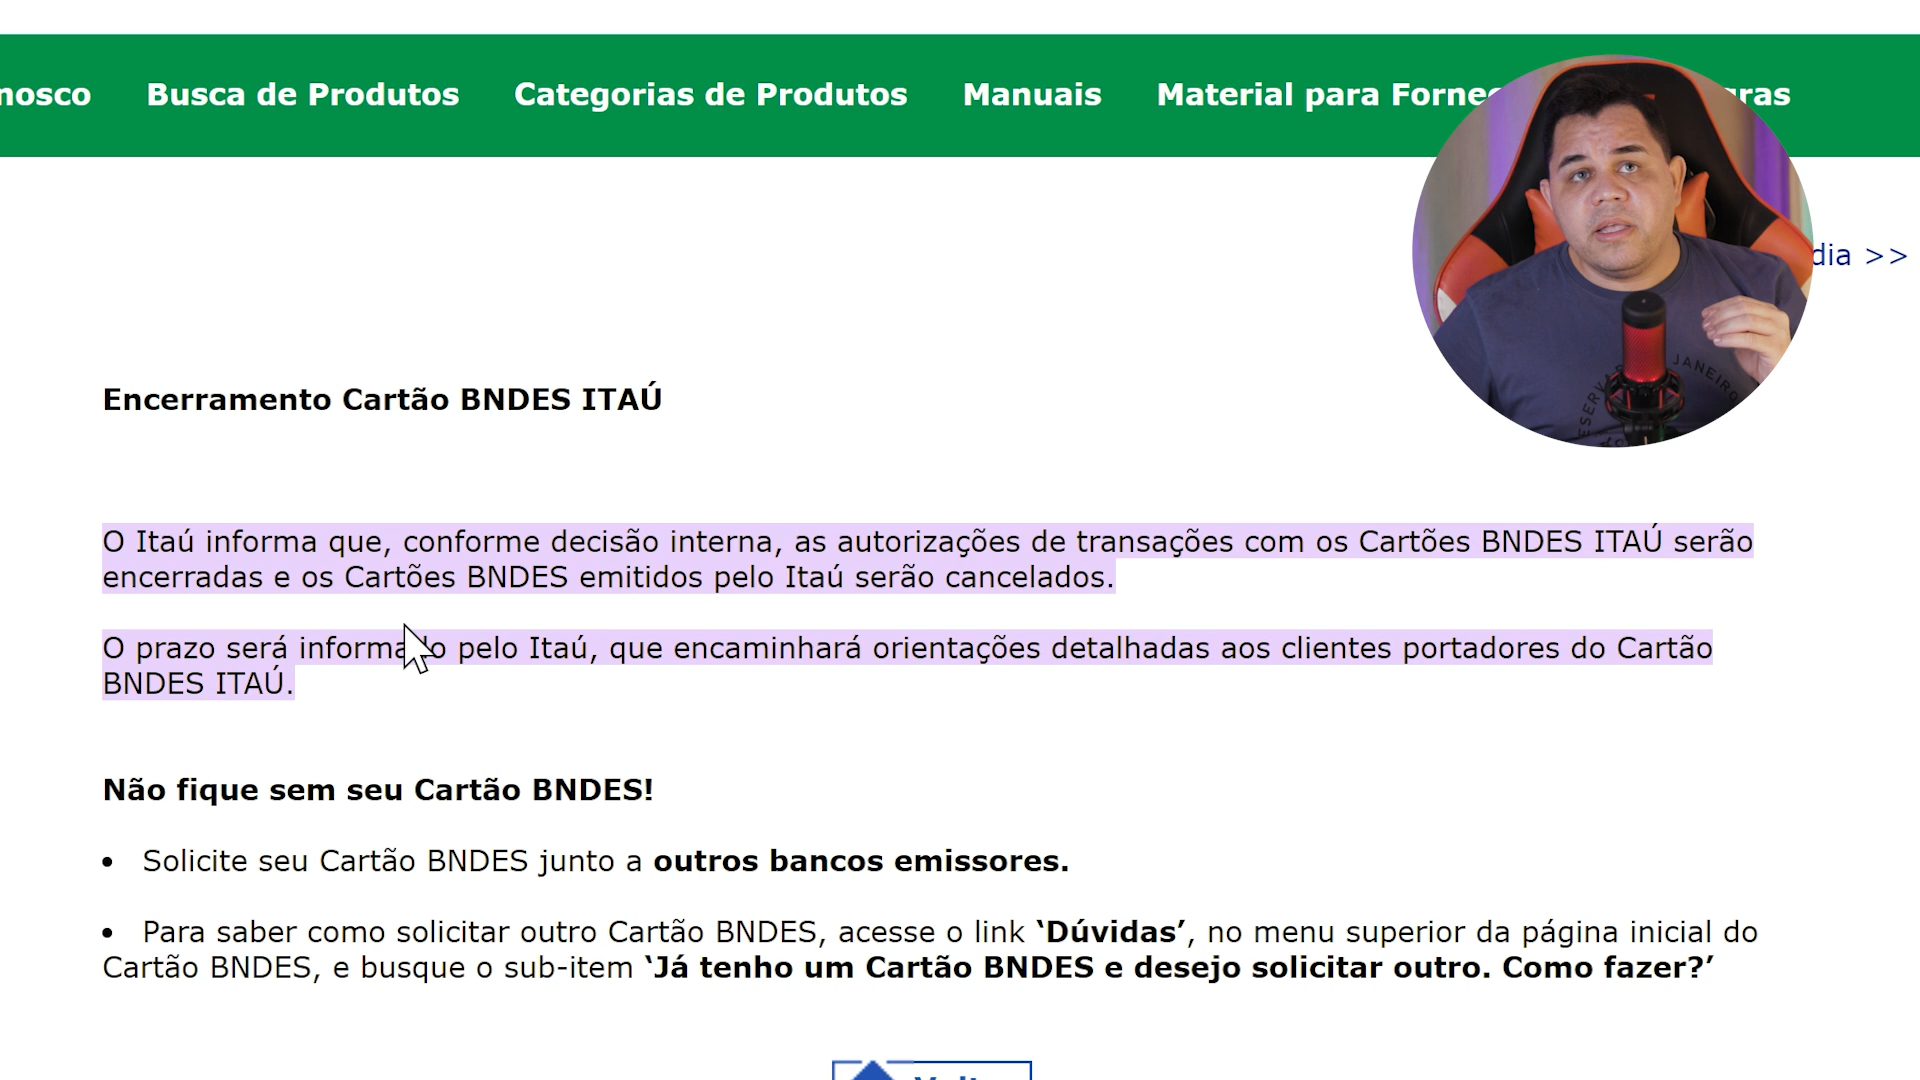 Busca de Produtos Categorias de Produtos Manuais Material para
>>
Encerramento Cartão BNDES ITAÚ
O Itaú informa que, conforme decisão interna, as autorizações de transações com os Cartões BNDES ITAÚ serão
encerradas e os Cartões BNDES emitidos pelo Itaú serão cancelados.
O prazo será informado pelo Itaú, que encaminhará orientações detalhadas aos clientes portadores do Cartão
BNDES ITAÚ.
Não fique sem seu Cartão BNDES!
• Solicite seu Cartão BNDES junto a outros bancos emissores.
• Para saber como solicitar outro Cartão BNDES, acesse o link ‘Dúvidas’, no menu superior da página inicial do
Cartão BNDES, e busque o sub-item ‘Já tenho um Cartão BNDES e desejo solicitar outro. Como fazer?’
JANEIRO